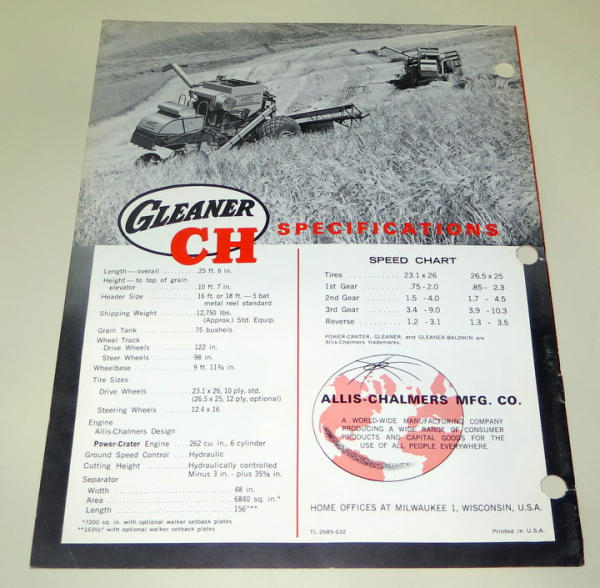 GLEANER
CH
SPECIFICATIONS
Length — overall ......... 25 ft. 6 in.
Height — to top of grain
elevator ......... 10 ft. 7 in.
Header Size ......... 16 ft. or 18 ft. — 5 bat
metal reel standard
Shipping Weight ......... 12,750 lbs.
(Approx.) Std. Equip.
Grain Tank ......... 75 bushels
Wheel Track
Drive Wheels ......... 122 in.
Steer Wheels ......... 98 in.
Wheelbase ......... 9 ft. 11¾ in.
Tire Sizes
Drive Wheels ......... 23.1 x 26, 10 ply, std.
(26.5 x 25, 12 ply, optional)
Steering Wheels ......... 12.4 x 16
Engine
Allis-Chalmers Design
Power-Crater Engine .... 262 cu. in., 6 cylinder
Ground Speed Control .... Hydraulic
Cutting Height ......... Hydraulically controlled
Minus 3 in. - plus 35⅝ in.
Separator
Width ......... 48 in.
Area ......... 6840 sq. in.*
Length ......... 156"**
*7200 sq. in. with optional walker setback plates
**163½" with optional walker setback plates
SPEED CHART
Tires ......... 23.1 x 26 26.5 x 25
1st Gear ......... .75 - 2.0 .85 - 2.3
2nd Gear ......... 1.5 - 4.0 1.7 - 4.5
3rd Gear ......... 3.4 - 9.0 3.9 - 10.3
Reverse ......... 1.2 - 3.1 1.3 - 3.5
POWER-CRATER, GLEANER, and GLEANER-BALDWIN are
Allis-Chalmers trademarks.
ALLIS-CHALMERS MFG. CO.
A WORLD-WIDE MANUFACTURING COMPANY
PRODUCING A WIDE RANGE OF CONSUMER
PRODUCTS AND CAPITAL GOODS FOR THE
USE OF ALL PEOPLE EVERYWHERE
HOME OFFICES AT MILWAUKEE 1, WISCONSIN, U.S.A.
TL-2685-632
Printed in U.S.A.